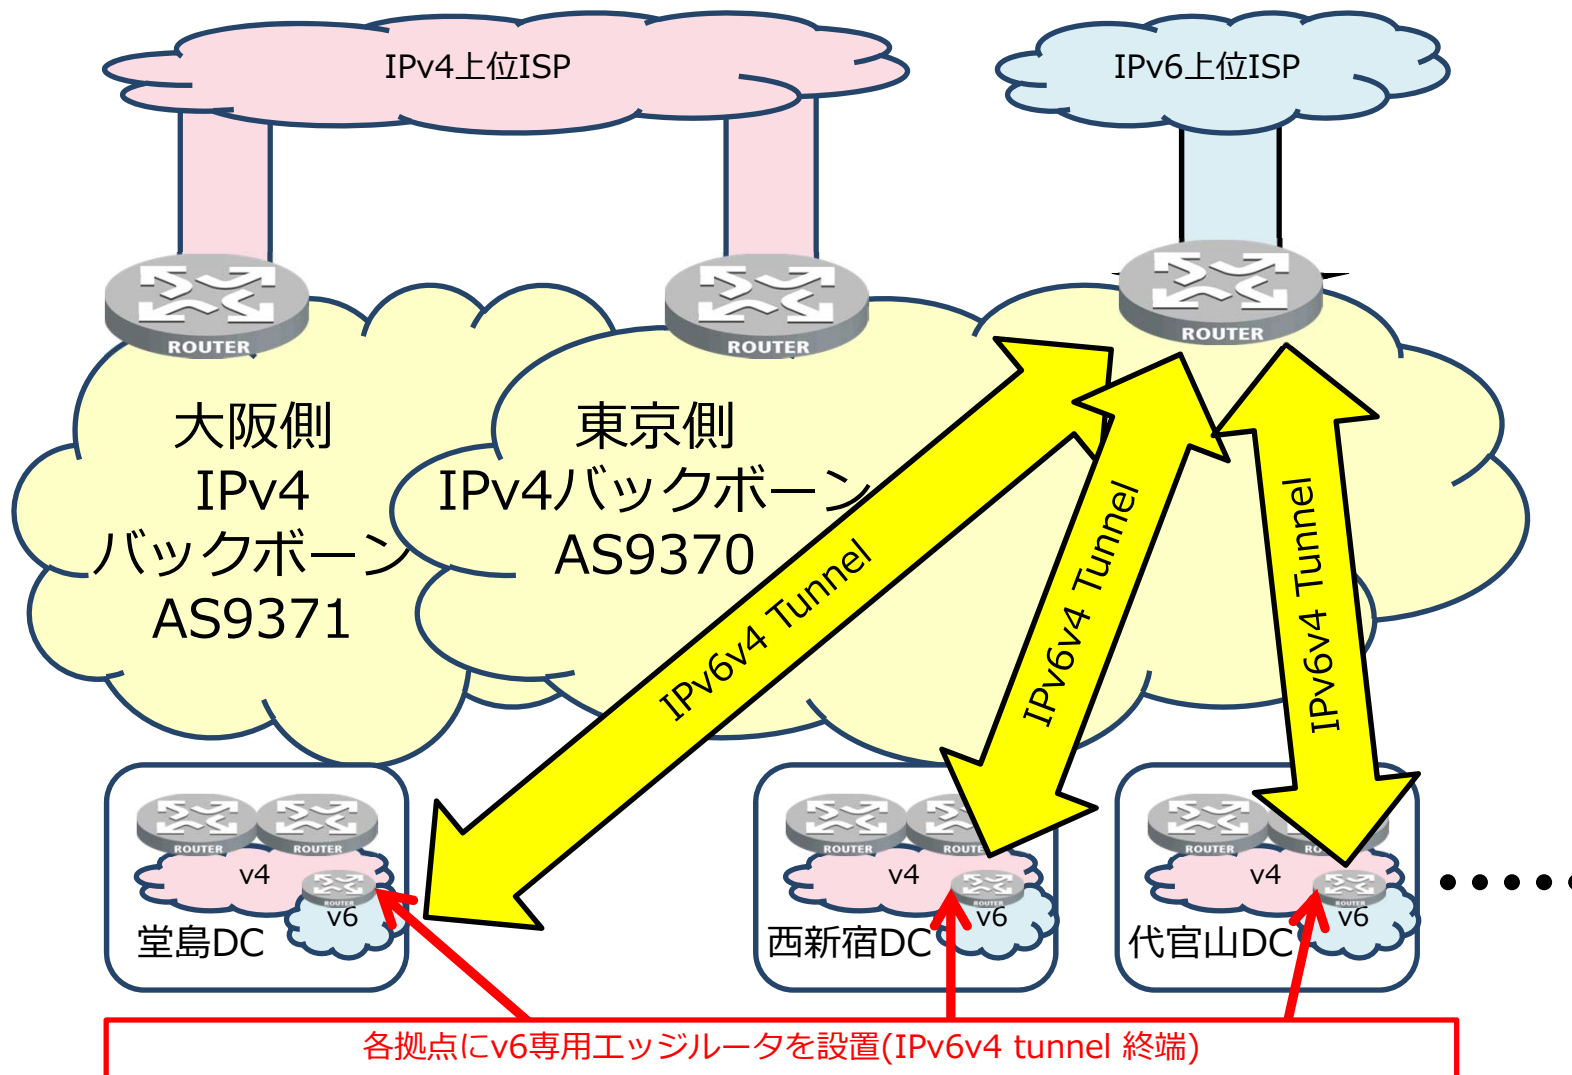 IPv4上位ISP
IPv6上位ISP
ROUTER
ROUTER
ROUTER
大阪側
IPv4
バックボーン
AS9371
東京側
IPv4バックボーン
AS9370
IPv6v4 Tunnel
IPv6v4 Tunnel
IPv6v4 Tunnel
ROUTER
ROUTER
v4
ROUTER
v6
堂島DC
ROUTER
ROUTER
v4
ROUTER
v6
西新宿DC
ROUTER
ROUTER
v4
ROUTER
v6
代官山DC
各拠点にv6専用エッジルータを設置(IPv6v4 tunnel 終端)